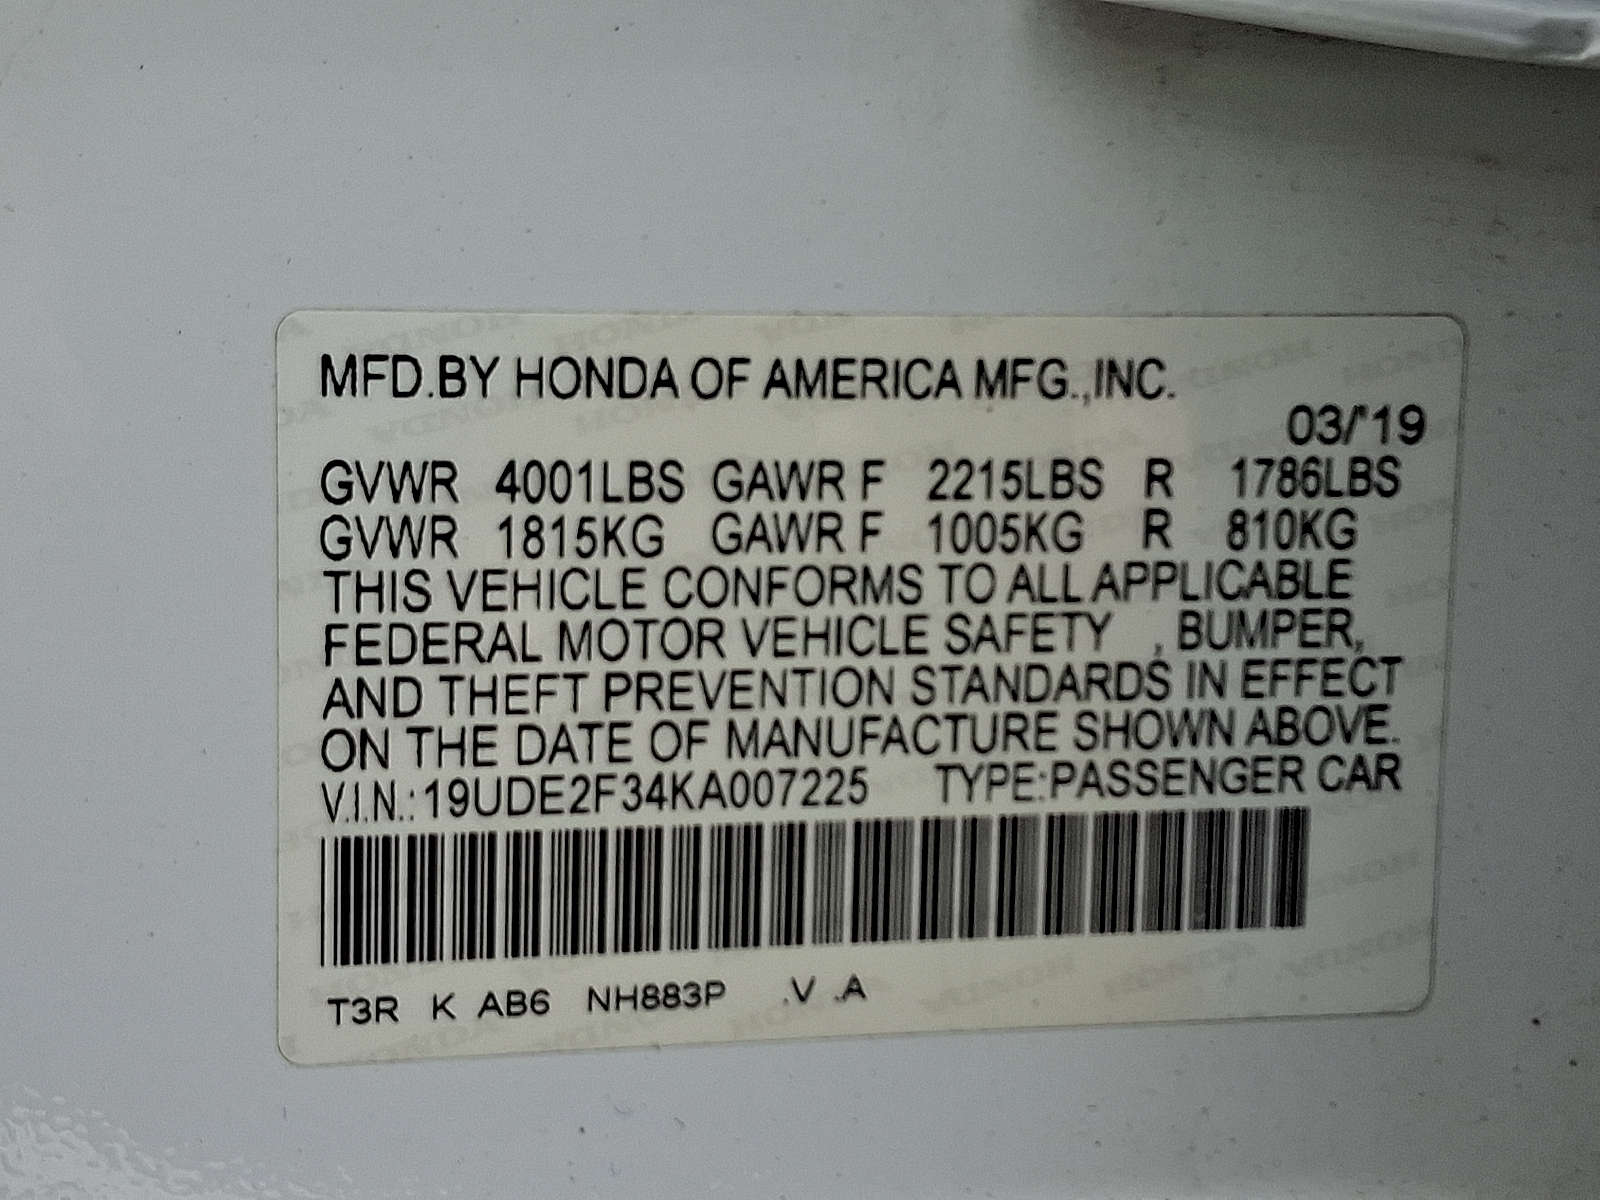 MFD.BY HONDA OF AMERICA MFG.,INC.
03/'19
GVWR 4001LBS GAWR F 2215LBS R 1786LBS
GVWR 1815KG GAWR F 1005KG R 810KG
THIS VEHICLE CONFORMS TO ALL APPLICABLE
FEDERAL MOTOR VEHICLE SAFETY , BUMPER,
AND THEFT PREVENTION STANDARDS IN EFFECT
ON THE DATE OF MANUFACTURE SHOWN ABOVE.
V.I.N.:19UDE2F34KA007225 TYPE:PASSENGER CAR
T3R K AB6 NH883P .V .A